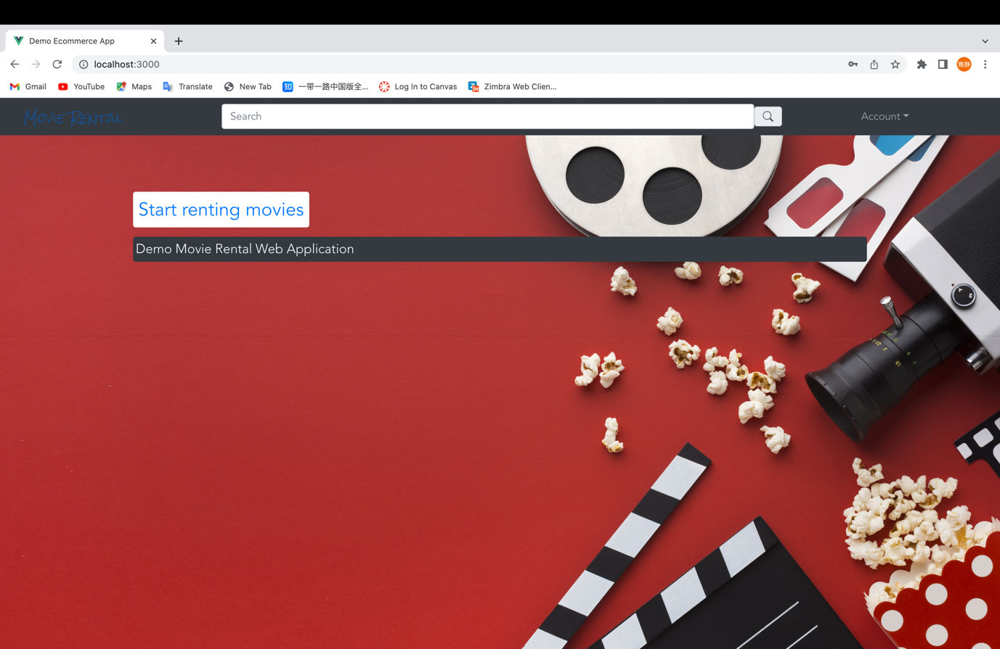 Demo Ecommerce App
localhost:3000
Gmail
YouTube
Maps
Translate
New Tab
知 一带一路中国版全...
Log In to Canvas
Zimbra Web Clien...
雅静
Movie Rental
Search
Account
Start renting movies
Demo Movie Rental Web Application